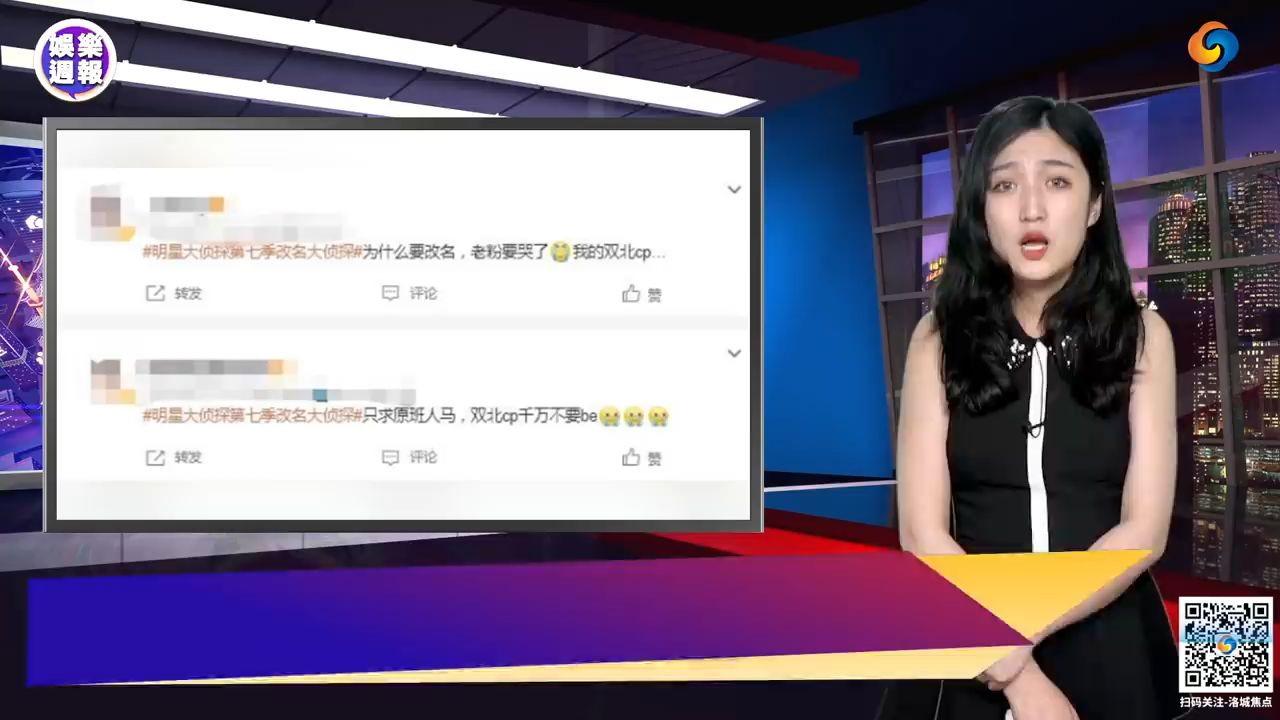 娛樂
週報
#明星大侦探第七季改名大侦探#为什么要改名，老粉要哭了😭我的双北cp...
转发
评论
赞
#明星大侦探第七季改名大侦探#只求原班人马，双北cp千万不要be😭😭😭
转发
评论
赞
扫码关注-洛城焦点